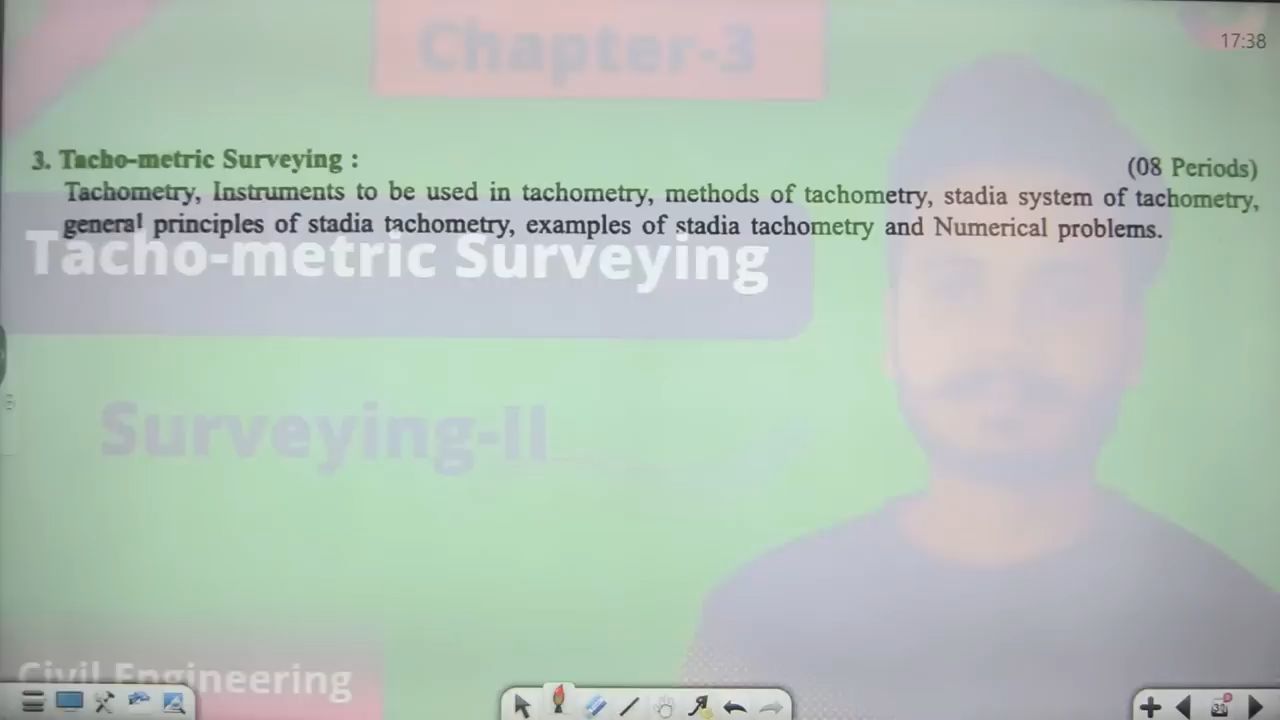 Chapter-3
17:38
3. Tacho-metric Surveying :
(08 Periods)
Tachometry, Instruments to be used in tachometry, methods of tachometry, stadia system of tachometry,
general principles of stadia tachometry, examples of stadia tachometry and Numerical problems.
Tacho-metric Surveying
Surveying-II
Civil Engineering
33